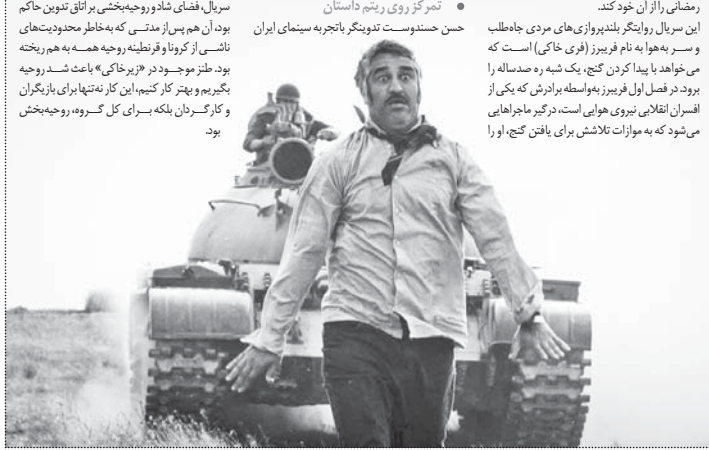 رمضانی را از آن خود کند.
این سریال روایتگر بلندپروازی‌های مردی جاه‌طلب
و ســر به‌هوا به نام فریبرز (فری خاکی) اســت که
می‌خواهد با پیدا کردن گنج، یک شبه ره صدساله را
برود. در فصل اول فریبرز به‌واسطه برادرش که یکی از
افسران انقلابی نیروی هوایی است، درگیر ماجراهایی
می‌شود که به موازات تلاشش برای یافتن گنج، او را
● تمرکز روی ریتم داستان
حسن حسندوســت تدوینگر باتجربه سینمای ایران
سریال، فضای شاد و روحیه‌بخشی بر اتاق تدوین حاکم
بود، آن هم پس‌از مدتــی که به‌خاطر محدودیت‌های
ناشــی از کرونا و قرنطینه روحیه همــه به هم ریخته
بود. طنز موجــود در «زیرخاکی» باعث شــد روحیه
بگیریم و بهتر کار کنیم، این کار نه‌تنها برای بازیگران
و کارگــردان بلکه بــرای کل گــروه، روحیه‌بخش
بود.